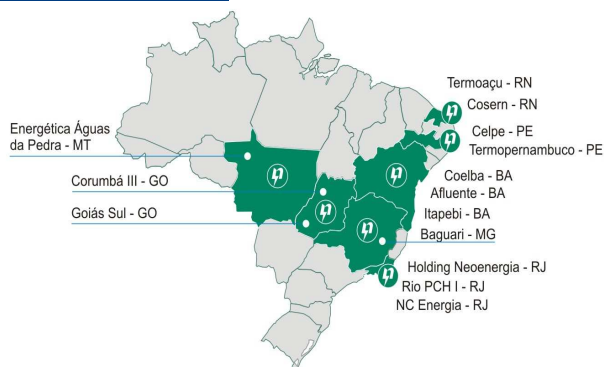 Termoaçu - RN
Cosern - RN
Energética Águas
da Pedra - MT
Celpe - PE
Termopernambuco - PE
Corumbá III - GO
Coelba - BA
Afluente - BA
Goiás Sul - GO
Itapebi - BA
Baguari - MG
Holding Neoenergia - RJ
Rio PCH I - RJ
NC Energia - RJ